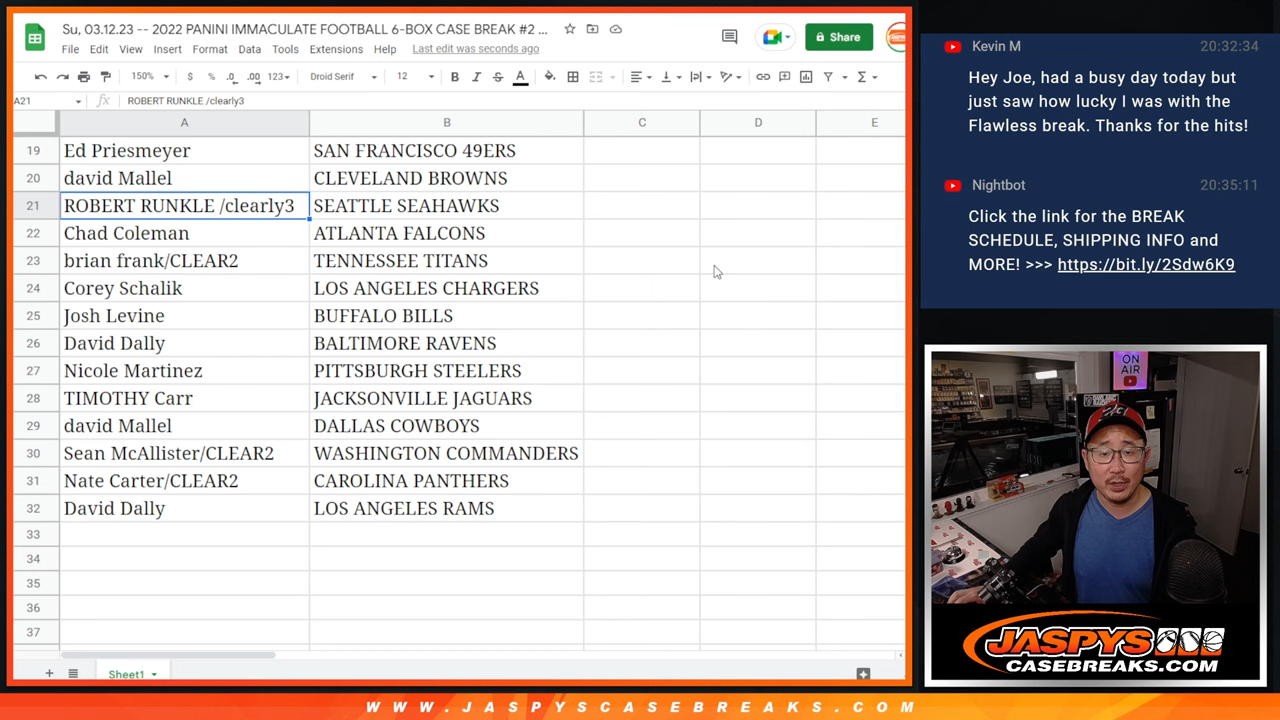 Su, 03.12.23 -- 2022 PANINI IMMACULATE FOOTBALL 6-BOX CASE BREAK #2 ...
File Edit View Insert Format Data Tools Extensions Help Last edit was seconds ago
Share
150% $ % .0 .00 123 Droid Serif 12 B I S A
A21 fx ROBERT RUNKLE /clearly3
A B C D E
19 Ed Priesmeyer SAN FRANCISCO 49ERS
20 david Mallel CLEVELAND BROWNS
21 ROBERT RUNKLE /clearly3 SEATTLE SEAHAWKS
22 Chad Coleman ATLANTA FALCONS
23 brian frank/CLEAR2 TENNESSEE TITANS
24 Corey Schalik LOS ANGELES CHARGERS
25 Josh Levine BUFFALO BILLS
26 David Dally BALTIMORE RAVENS
27 Nicole Martinez PITTSBURGH STEELERS
28 TIMOTHY Carr JACKSONVILLE JAGUARS
29 david Mallel DALLAS COWBOYS
30 Sean McAllister/CLEAR2 WASHINGTON COMMANDERS
31 Nate Carter/CLEAR2 CAROLINA PANTHERS
32 David Dally LOS ANGELES RAMS
33
34
35
36
37
Sheet1
Kevin M 20:32:34
Hey Joe, had a busy day today but
just saw how lucky I was with the
Flawless break. Thanks for the hits!
Nightbot 20:35:11
Click the link for the BREAK
SCHEDULE, SHIPPING INFO and
MORE! >>> https://bit.ly/2Sdw6K9
ON
AIR
JASPYS
CASEBREAKS.COM
WWW.JASPYSCASEBREAKS.COM